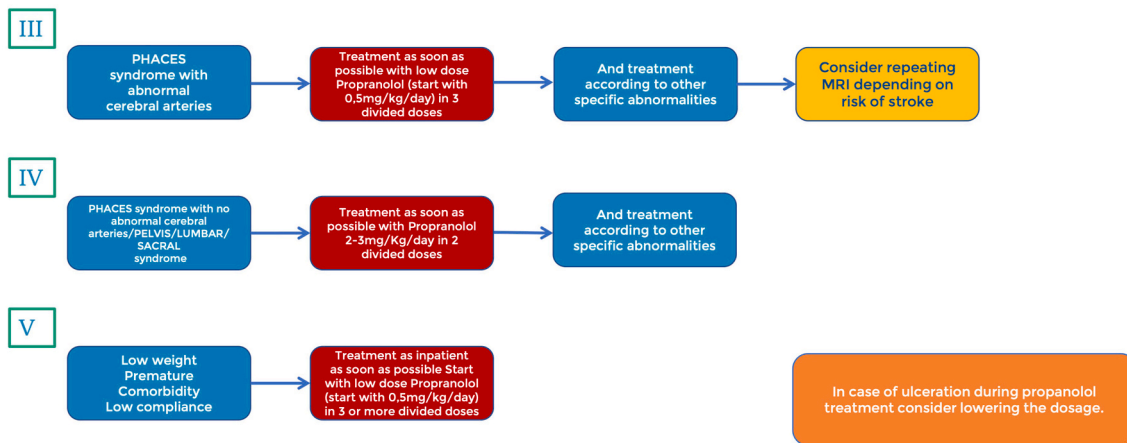 III
PHACES
syndrome with
abnormal
cerebral arteries
Treatment as soon as
possible with low dose
Propranolol (start with
0,5mg/kg/day) in 3
divided doses
And treatment
according to other
specific abnormalities
Consider repeating
MRI depending on
risk of stroke
IV
PHACES syndrome with no
abnormal cerebral
arteries/PELVIS/LUMBAR/
SACRAL
syndrome
Treatment as soon as
possible with Propranolol
2-3mg/Kg/day in 2
divided doses
And treatment
according to other
specific abnormalities
V
Low weight
Premature
Comorbidity
Low compliance
Treatment as inpatient
as soon as possible Start
with low dose Propranolol
(start with 0,5mg/kg/day)
in 3 or more divided doses
In case of ulceration during propanolol
treatment consider lowering the dosage.